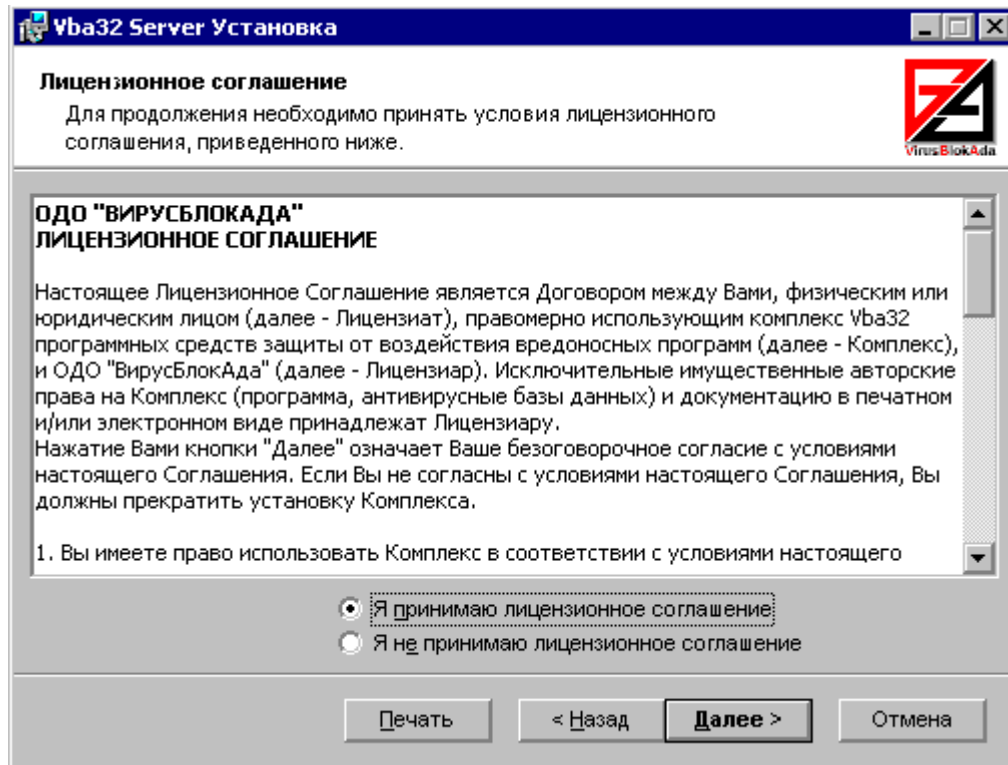 Vba32 Server Установка
Лицензионное соглашение
Для продолжения необходимо принять условия лицензионного
соглашения, приведенного ниже.
VirusBlokAda
ОДО "ВИРУСБЛОКАДА"
ЛИЦЕНЗИОННОЕ СОГЛАШЕНИЕ
Настоящее Лицензионное Соглашение является Договором между Вами, физическим или
юридическим лицом (далее - Лицензиат), правомерно использующим комплекс Vba32
программных средств защиты от воздействия вредоносных программ (далее - Комплекс),
и ОДО "ВирусБлокАда" (далее - Лицензиар). Исключительные имущественные авторские
права на Комплекс (программа, антивирусные базы данных) и документацию в печатном
и/или электронном виде принадлежат Лицензиару.
Нажатие Вами кнопки "Далее" означает Ваше безоговорочное согласие с условиями
настоящего Соглашения. Если Вы не согласны с условиями настоящего Соглашения, Вы
должны прекратить установку Комплекса.
1. Вы имеете право использовать Комплекс в соответствии с условиями настоящего
Я принимаю лицензионное соглашение
Я не принимаю лицензионное соглашение
Печать
< Назад
Далее >
Отмена